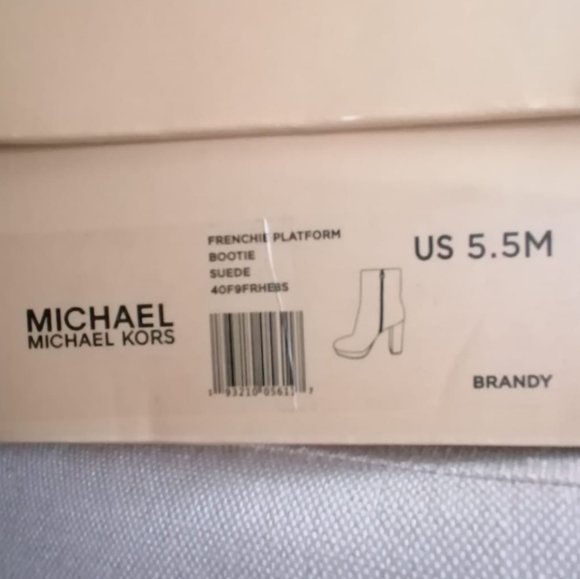 MICHAEL
MICHAEL KORS
FRENCHIE PLATFORM
BOOTIE
SUEDE
40F9FRHE8S
US 5.5M
BRANDY